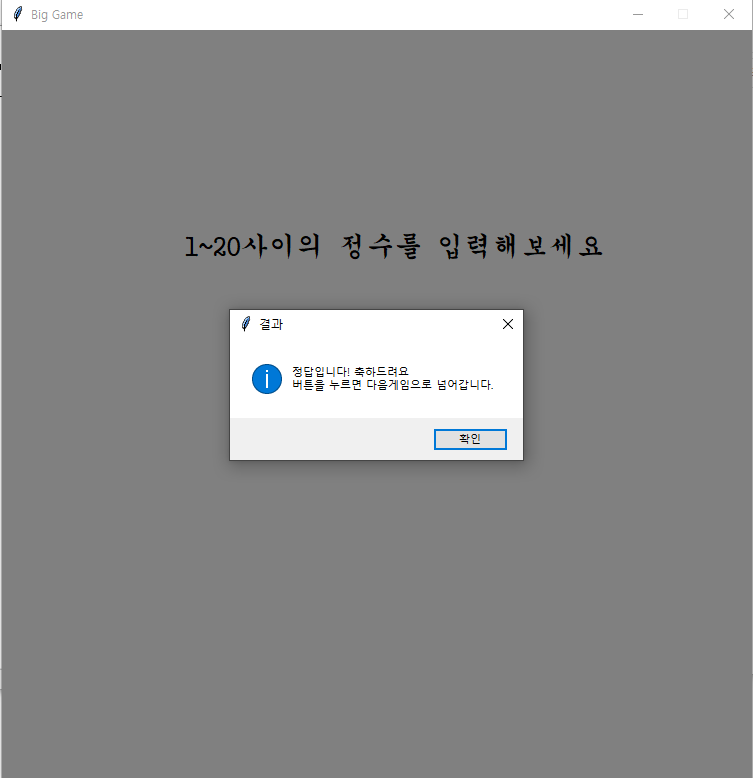 Big Game
1~20사이의 정수를 입력해보세요
결과
정답입니다! 축하드려요
버튼을 누르면 다음게임으로 넘어갑니다.
확인